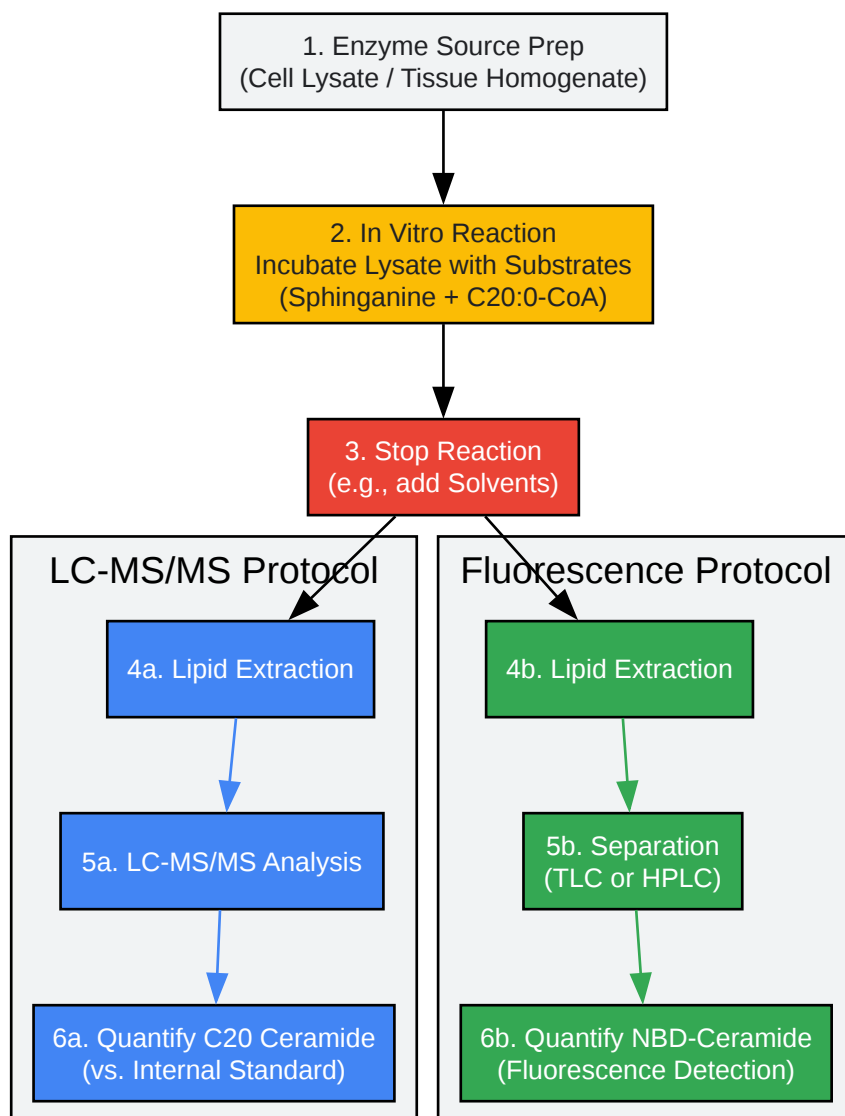 1. Enzyme Source Prep
(Cell Lysate / Tissue Homogenate)
2. In Vitro Reaction
Incubate Lysate with Substrates
(Sphinganine + C20:0-CoA)
3. Stop Reaction
(e.g., add Solvents)
LC-MS/MS Protocol
4a. Lipid Extraction
5a. LC-MS/MS Analysis
6a. Quantify C20 Ceramide
(vs. Internal Standard)
Fluorescence Protocol
4b. Lipid Extraction
5b. Separation
(TLC or HPLC)
6b. Quantify NBD-Ceramide
(Fluorescence Detection)